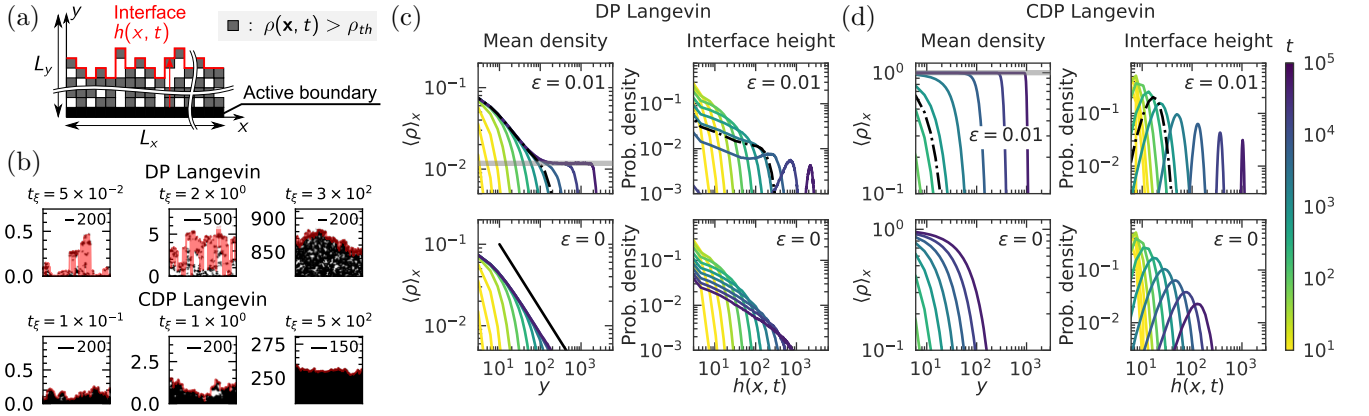 (a)
y
Interface
h(x, t)
: ρ(x, t) > ρth
Ly
Active boundary
Lx
x
(b)
DP Langevin
tξ = 5 × 10⁻²
tξ = 2 × 10⁰
tξ = 3 × 10²
0.5
0.0
200
5
0
500
900
850
200
CDP Langevin
tξ = 1 × 10⁻¹
tξ = 1 × 10⁰
tξ = 5 × 10²
0.5
0.0
200
2.5
0.0
200
275
250
150
(c)
DP Langevin
Mean density
Interface height
ε = 0.01
ε = 0.01
10⁻¹
10⁻²
⟨ρ⟩x
10⁻¹
10⁻²
10⁻³
Prob. density
ε = 0
ε = 0
10⁻¹
10⁻²
⟨ρ⟩x
10⁻¹
10⁻²
10⁻³
Prob. density
10¹ 10² 10³
y
10¹ 10² 10³
h(x, t)
(d)
CDP Langevin
Mean density
Interface height
ε = 0.01
ε = 0.01
10⁰
10⁻¹
⟨ρ⟩x
10⁻¹
10⁻²
10⁻³
Prob. density
ε = 0
ε = 0
10⁰
10⁻¹
⟨ρ⟩x
10⁻¹
10⁻²
10⁻³
Prob. density
10¹ 10² 10³
y
10¹ 10² 10³
h(x, t)
t
10⁵
10⁴
10³
10²
10¹